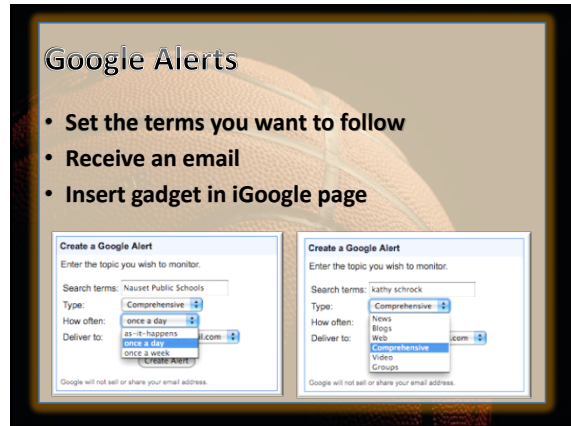 Google Alerts
• Set the terms you want to follow
• Receive an email
• Insert gadget in iGoogle page
Create a Google Alert
Enter the topic you wish to monitor.
Search terms: Nauset Public Schools
Type: Comprehensive
How often: once a day
as-it-happens
Deliver to: once a day il.com
once a week
Create Alert
Google will not sell or share your email address.
Create a Google Alert
Enter the topic you wish to monitor.
Search terms: kathy schrock
Type: Comprehensive
How often: News
Blogs
Deliver to: Web .com
Comprehensive
Video
Groups
Google will not sell or share your email address.